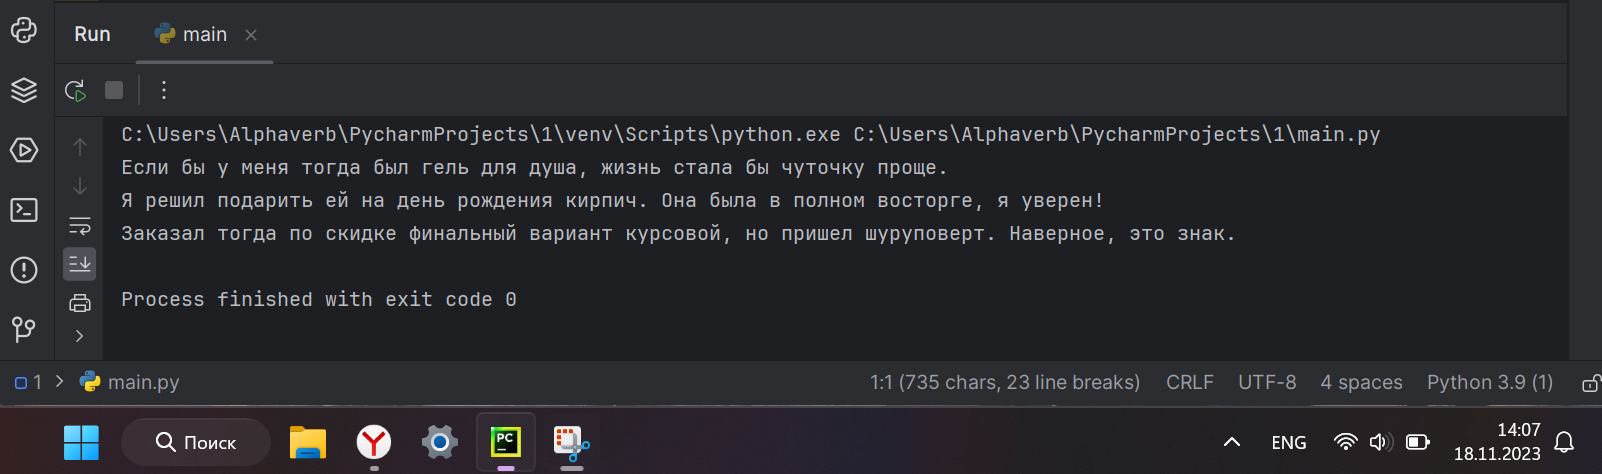 Run main
C:\Users\Alphaverb\PycharmProjects\1\venv\Scripts\python.exe C:\Users\Alphaverb\PycharmProjects\1\main.py
Если бы у меня тогда был гель для душа, жизнь стала бы чуточку проще.
Я решил подарить ей на день рождения кирпич. Она была в полном восторге, я уверен!
Заказал тогда по скидке финальный вариант курсовой, но пришел шуруповерт. Наверное, это знак.
Process finished with exit code 0
1 main.py 1:1 (735 chars, 23 line breaks) CRLF UTF-8 4 spaces Python 3.9 (1)
Поиск PC ENG 14:07
18.11.2023